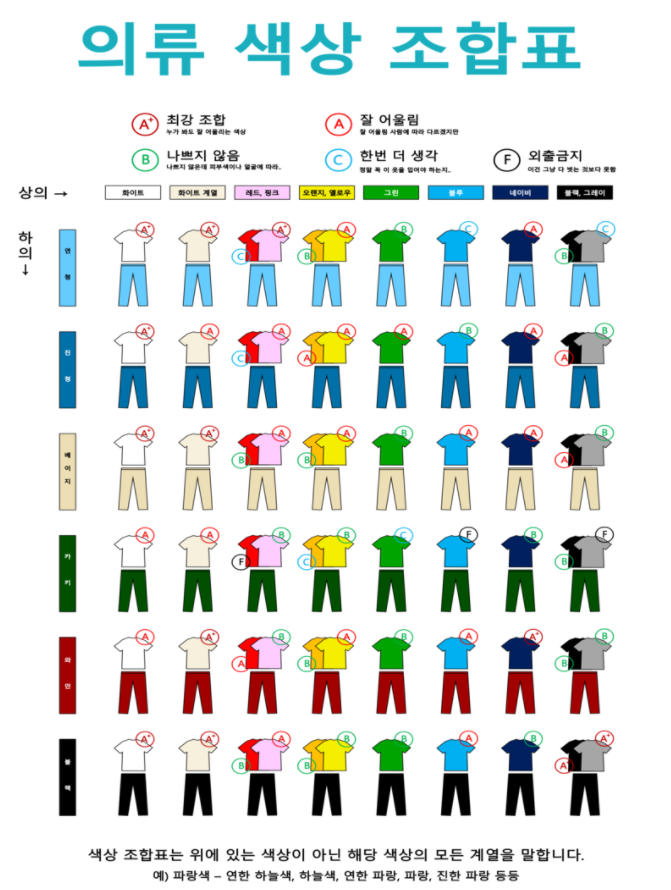 의류 색상 조합표
A+ 최강 조합
누가 봐도 잘 어울리는 색상
A 잘 어울림
잘 어울림 사람에 따라 다르겠지만
B 나쁘지 않음
나쁘지 않은데 피부색이나 얼굴에 따라..
C 한번 더 생각
정말 꼭 이 옷을 입어야 하는지..
F 외출금지
이건 그냥 다 벗는 것보다 못함
상의 → 화이트 화이트 계열 레드, 핑크 오랜지, 옐로우 그린 블루 네이비 블랙, 그레이
하의↓
연청
A+ A+ C A+ B A B C A B C
진청
A+ A C A A A A B A B B
베이지
A+ A+ B A B A B A A A B
카키
A A F B C B C F B B F
와인
A A+ A B B A B A A+ B B
블랙
A+ A+ B A B B B A B A+ A+
색상 조합표는 위에 있는 색상이 아닌 해당 색상의 모든 계열을 말합니다.
예) 파랑색 – 연한 하늘색, 하늘색, 연한 파랑, 파랑, 진한 파랑 등등